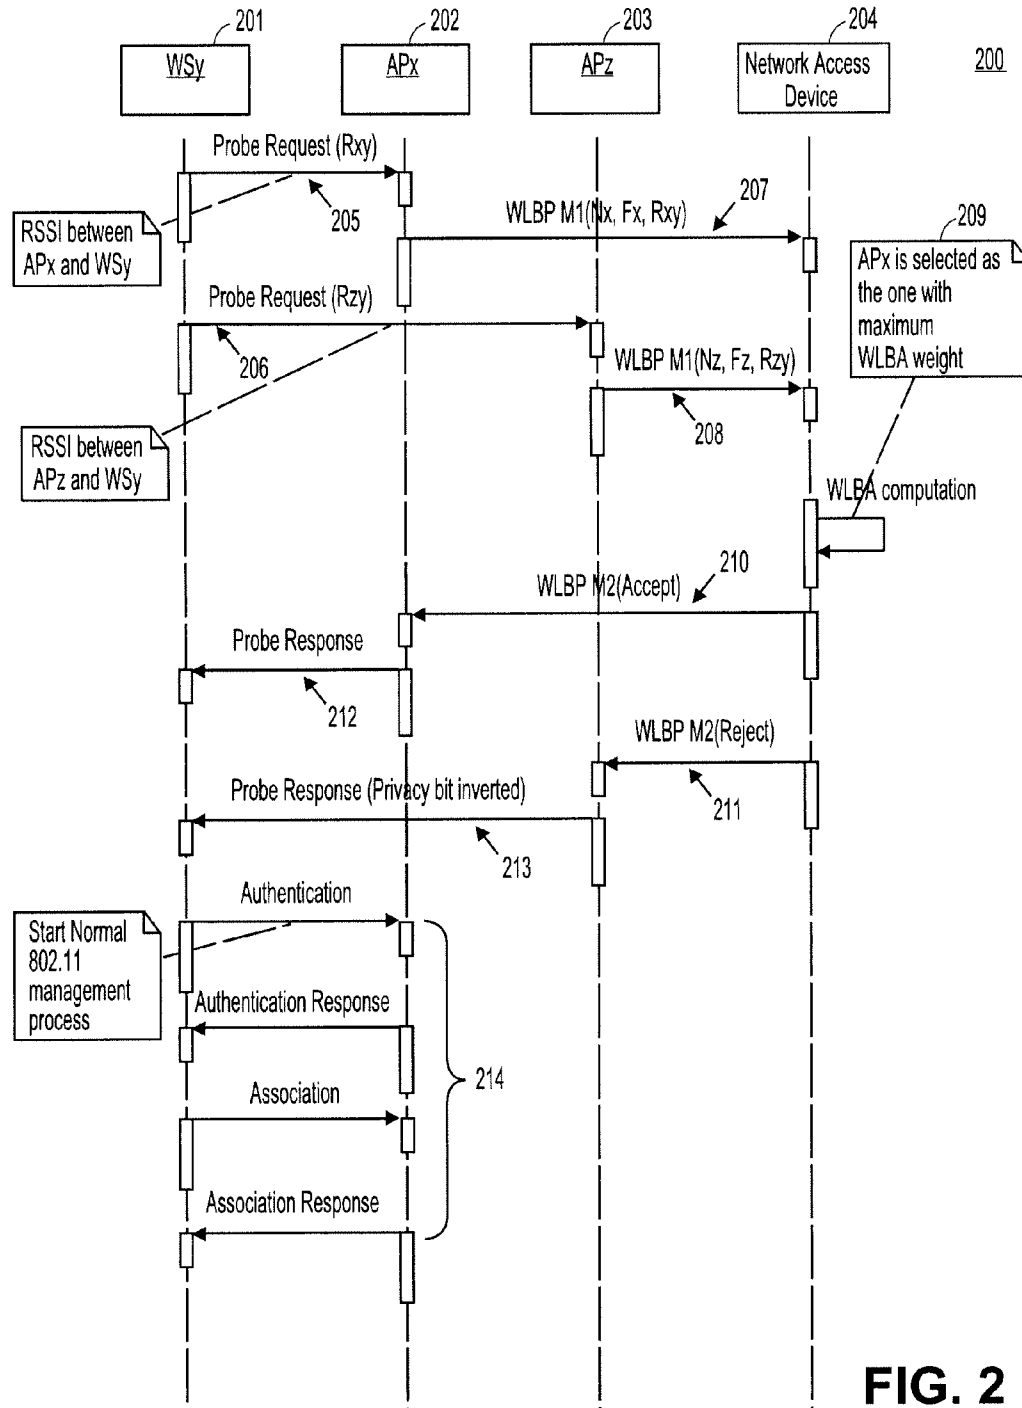 201
202
203
204
200
WSy
APx
APz
Network Access
Device
Probe Request (Rxy)
205
207
WLBP M1(Nx, Fx, Rxy)
209
RSSI between
APx and WSy
APx is selected as
the one with
maximum
WLBA weight
Probe Request (Rzy)
206
WLBP M1(Nz, Fz, Rzy)
208
RSSI between
APz and WSy
WLBA computation
210
WLBP M2(Accept)
Probe Response
212
WLBP M2(Reject)
211
Probe Response (Privacy bit inverted)
213
Authentication
Start Normal
802.11
management
process
Authentication Response
214
Association
Association Response
FIG. 2